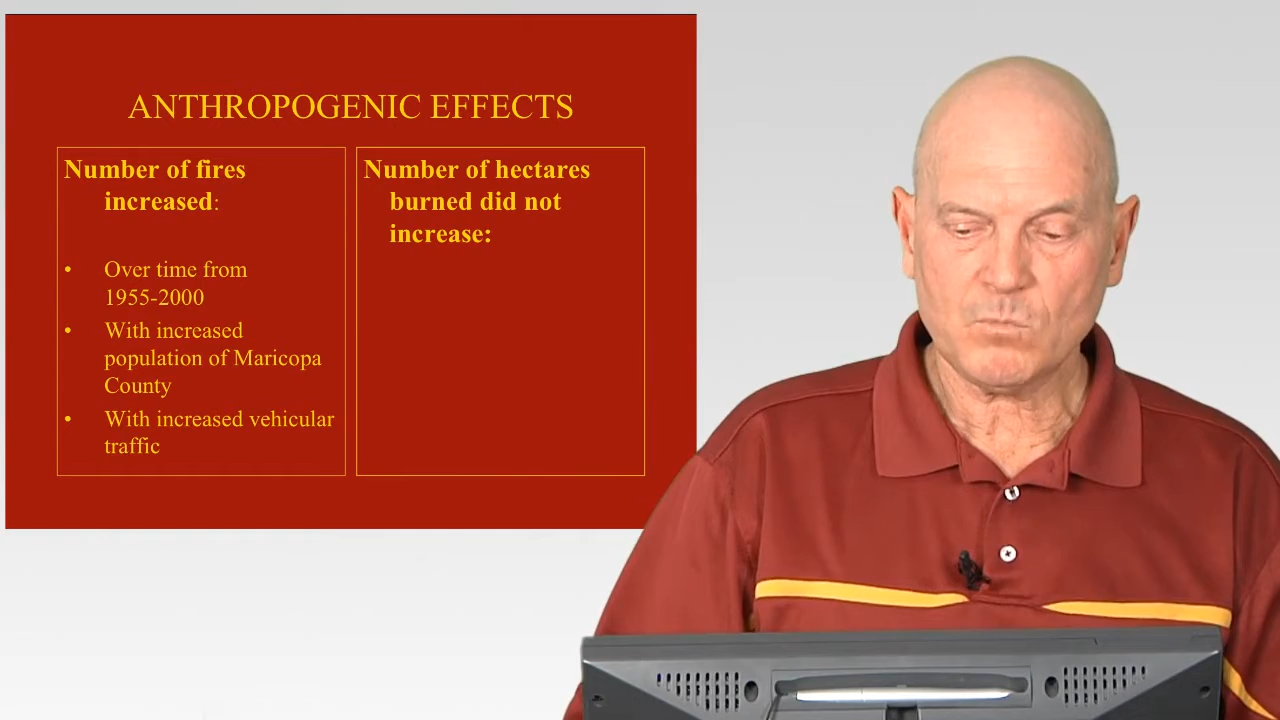 ANTHROPOGENIC EFFECTS
Number of fires
increased:
• Over time from
1955-2000
• With increased
population of Maricopa
County
• With increased vehicular
traffic
Number of hectares
burned did not
increase: